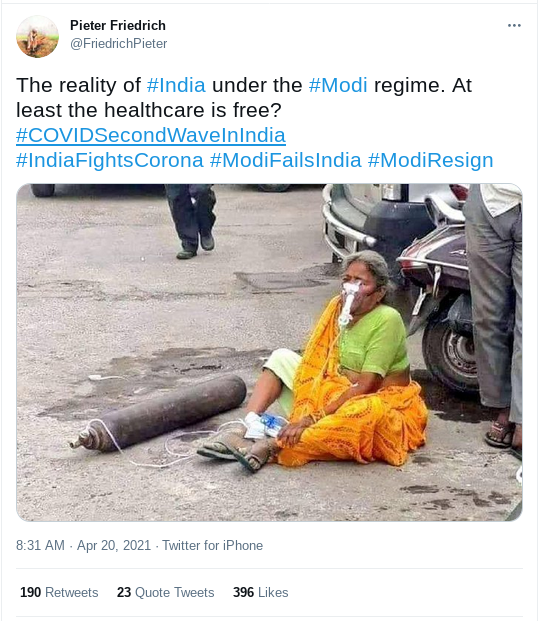 Pieter Friedrich
@FriedrichPieter
The reality of #India under the #Modi regime. At
least the healthcare is free?
#COVIDSecondWaveInIndia
#IndiaFightsCorona #ModiFailsIndia #ModiResign
8:31 AM · Apr 20, 2021 · Twitter for iPhone
190 Retweets 23 Quote Tweets 396 Likes